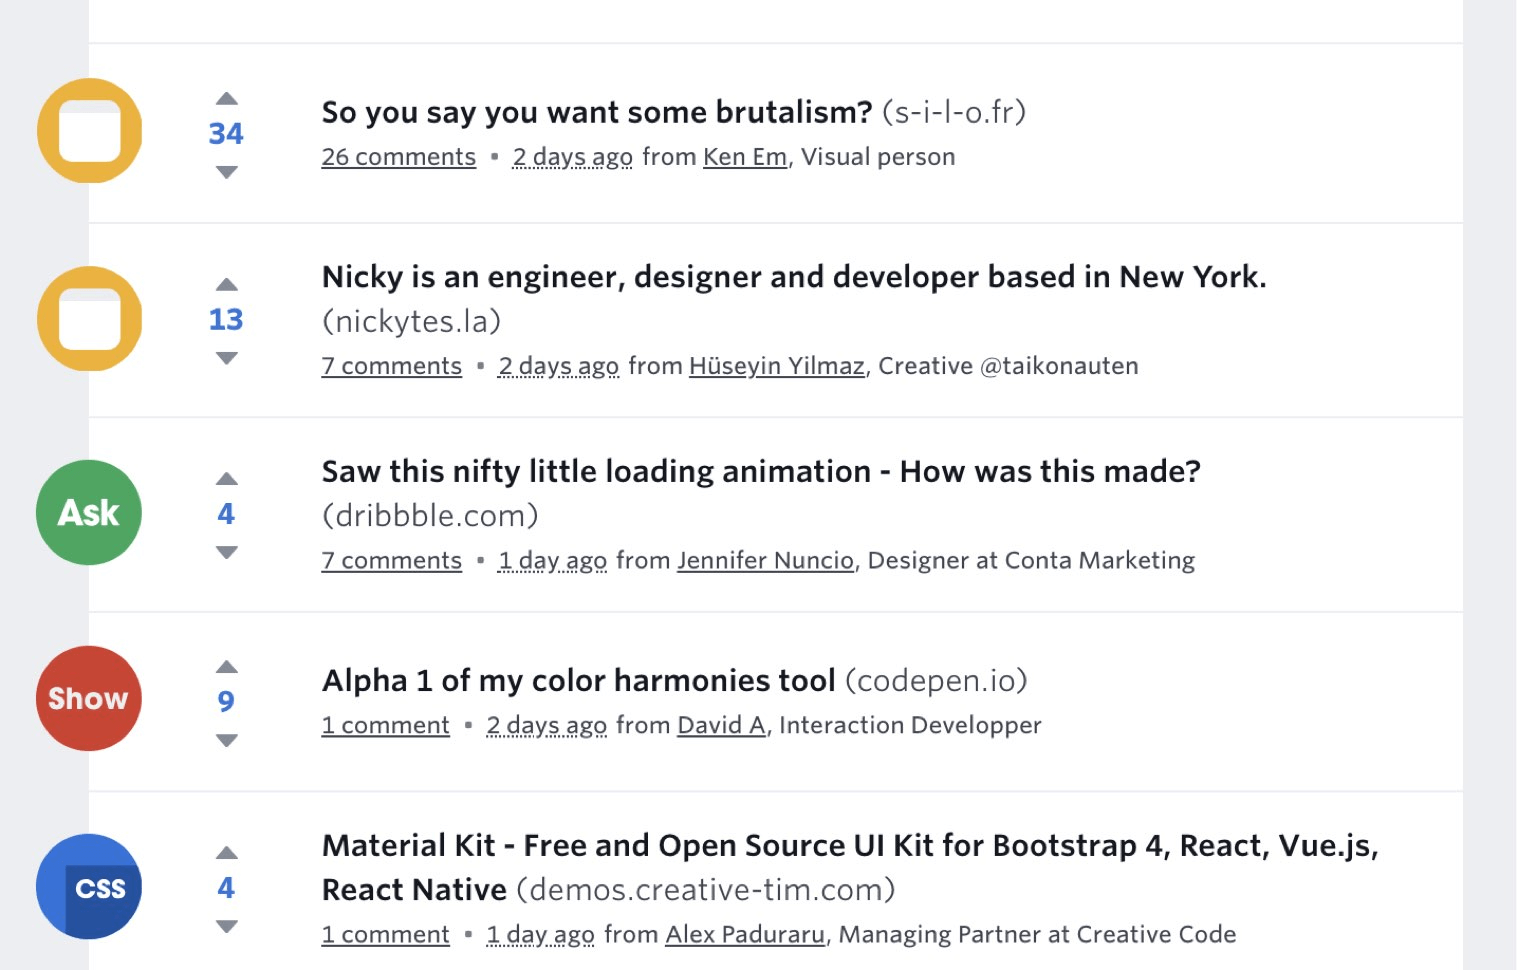 34
So you say you want some brutalism? (s-i-l-o.fr)
26 comments ▪ 2 days ago from Ken Em, Visual person
13
Nicky is an engineer, designer and developer based in New York.
(nickytes.la)
7 comments ▪ 2 days ago from Hüseyin Yilmaz, Creative @taikonauten
Ask
4
Saw this nifty little loading animation - How was this made?
(dribbble.com)
7 comments ▪ 1 day ago from Jennifer Nuncio, Designer at Conta Marketing
Show
9
Alpha 1 of my color harmonies tool (codepen.io)
1 comment ▪ 2 days ago from David A, Interaction Developper
CSS
4
Material Kit - Free and Open Source UI Kit for Bootstrap 4, React, Vue.js,
React Native (demos.creative-tim.com)
1 comment ▪ 1 day ago from Alex Paduraru, Managing Partner at Creative Code